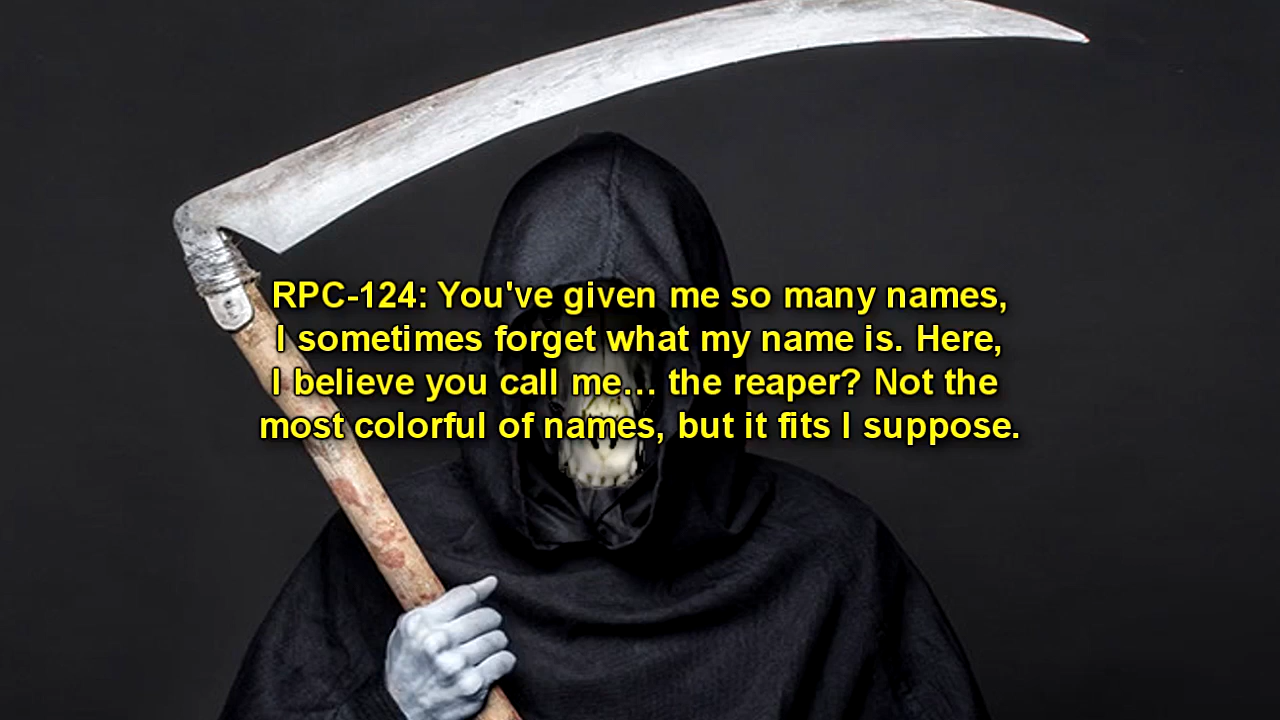 RPC-124: You've given me so many names,
I sometimes forget what my name is. Here,
I believe you call me… the reaper? Not the
most colorful of names, but it fits I suppose.